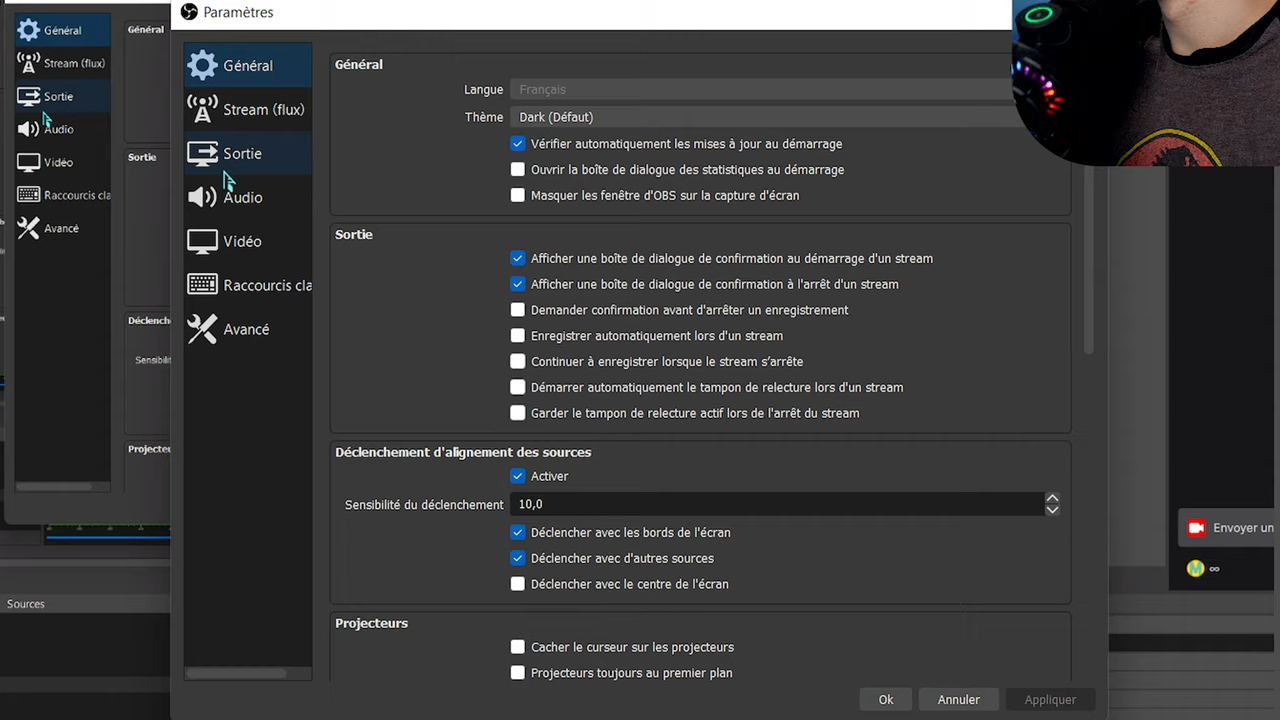 Général
Stream (flux)
Sortie
Audio
Vidéo
Raccourcis cla
Avancé
Général
Sortie
Déclenche
Sensibili
Projecteu
Sources
Paramètres
Général
Stream (flux)
Sortie
Audio
Vidéo
Raccourcis cla
Avancé
Général
Langue Français
Thème Dark (Défaut)
Vérifier automatiquement les mises à jour au démarrage
Ouvrir la boîte de dialogue des statistiques au démarrage
Masquer les fenêtre d'OBS sur la capture d'écran
Sortie
Afficher une boîte de dialogue de confirmation au démarrage d'un stream
Afficher une boîte de dialogue de confirmation à l'arrêt d'un stream
Demander confirmation avant d'arrêter un enregistrement
Enregistrer automatiquement lors d'un stream
Continuer à enregistrer lorsque le stream s'arrête
Démarrer automatiquement le tampon de relecture lors d'un stream
Garder le tampon de relecture actif lors de l'arrêt du stream
Déclenchement d'alignement des sources
Activer
Sensibilité du déclenchement 10,0
Déclencher avec les bords de l'écran
Déclencher avec d'autres sources
Déclencher avec le centre de l'écran
Projecteurs
Cacher le curseur sur les projecteurs
Projecteurs toujours au premier plan
Ok Annuler Appliquer
Envoyer un
M ∞